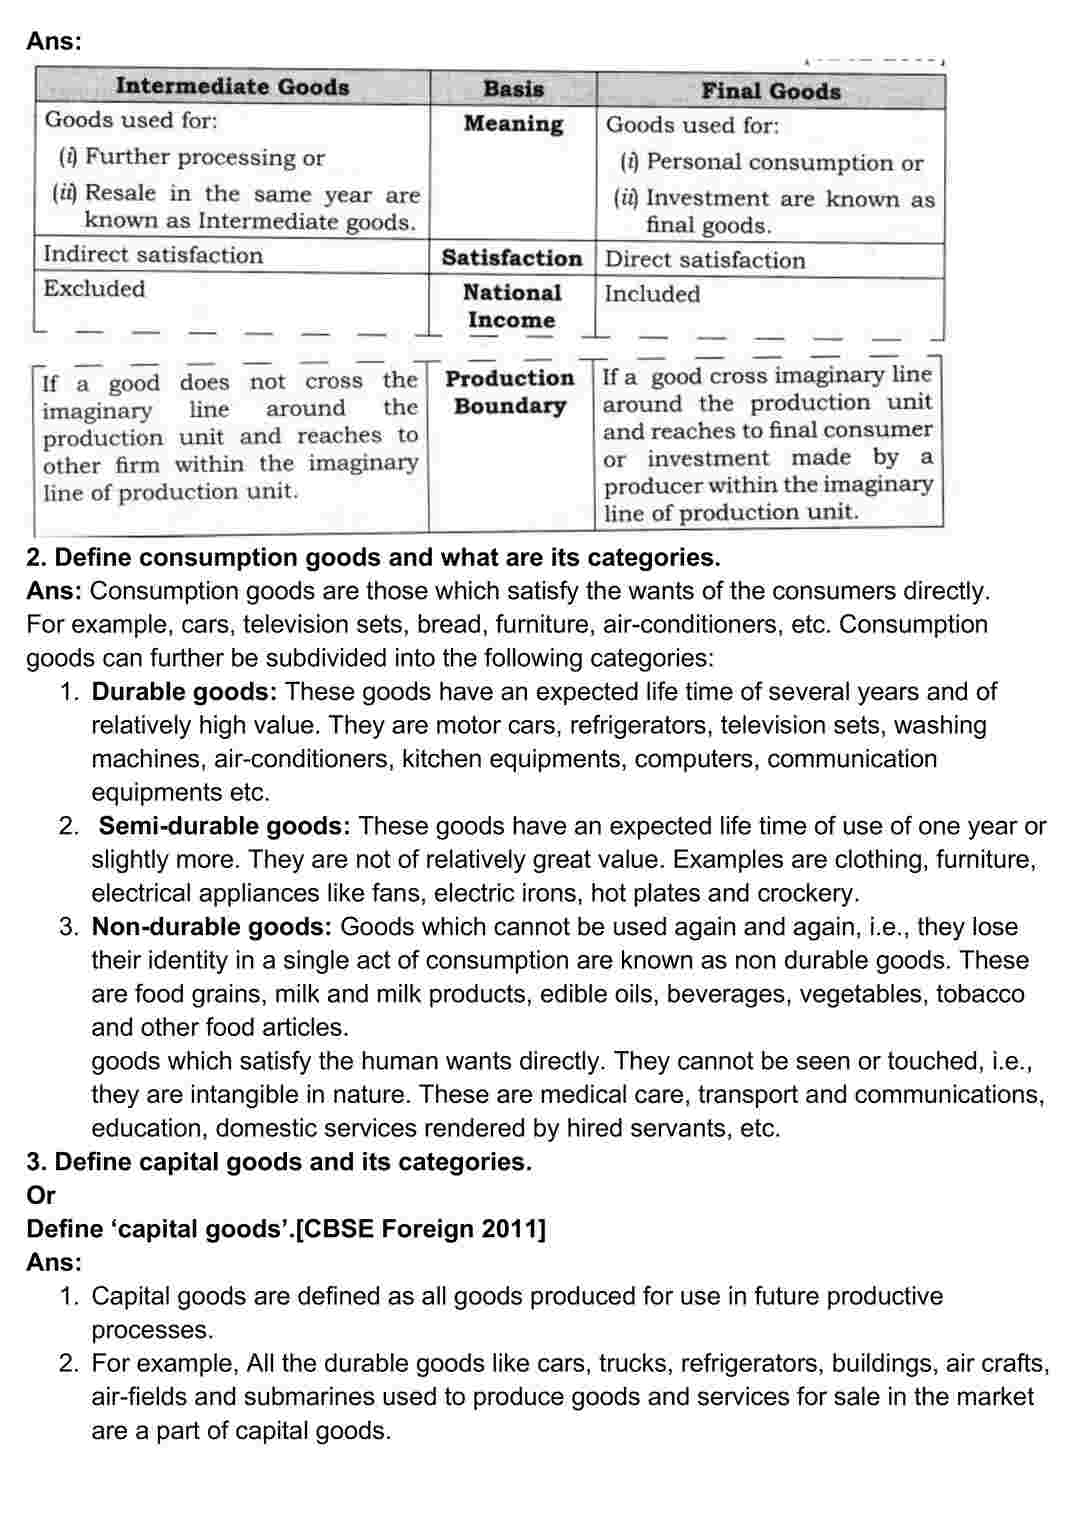 Ans:
Intermediate Goods Basis Final Goods
Goods used for: Meaning Goods used for:
(i) Further processing or (i) Personal consumption or
(ii) Resale in the same year are (ii) Investment are known as
known as Intermediate goods. final goods.
Indirect satisfaction Satisfaction Direct satisfaction
Excluded National Included
Income
If a good does not cross the Production If a good cross imaginary line
imaginary line around the Boundary around the production unit
production unit and reaches to and reaches to final consumer
other firm within the imaginary or investment made by a
line of production unit. producer within the imaginary
line of production unit.
2. Define consumption goods and what are its categories.
Ans: Consumption goods are those which satisfy the wants of the consumers directly.
For example, cars, television sets, bread, furniture, air-conditioners, etc. Consumption
goods can further be subdivided into the following categories:
1. Durable goods: These goods have an expected life time of several years and of
relatively high value. They are motor cars, refrigerators, television sets, washing
machines, air-conditioners, kitchen equipments, computers, communication
equipments etc.
2. Semi-durable goods: These goods have an expected life time of use of one year or
slightly more. They are not of relatively great value. Examples are clothing, furniture,
electrical appliances like fans, electric irons, hot plates and crockery.
3. Non-durable goods: Goods which cannot be used again and again, i.e., they lose
their identity in a single act of consumption are known as non durable goods. These
are food grains, milk and milk products, edible oils, beverages, vegetables, tobacco
and other food articles.
goods which satisfy the human wants directly. They cannot be seen or touched, i.e.,
they are intangible in nature. These are medical care, transport and communications,
education, domestic services rendered by hired servants, etc.
3. Define capital goods and its categories.
Or
Define ‘capital goods’.[CBSE Foreign 2011]
Ans:
1. Capital goods are defined as all goods produced for use in future productive
processes.
2. For example, All the durable goods like cars, trucks, refrigerators, buildings, air crafts,
air-fields and submarines used to produce goods and services for sale in the market
are a part of capital goods.